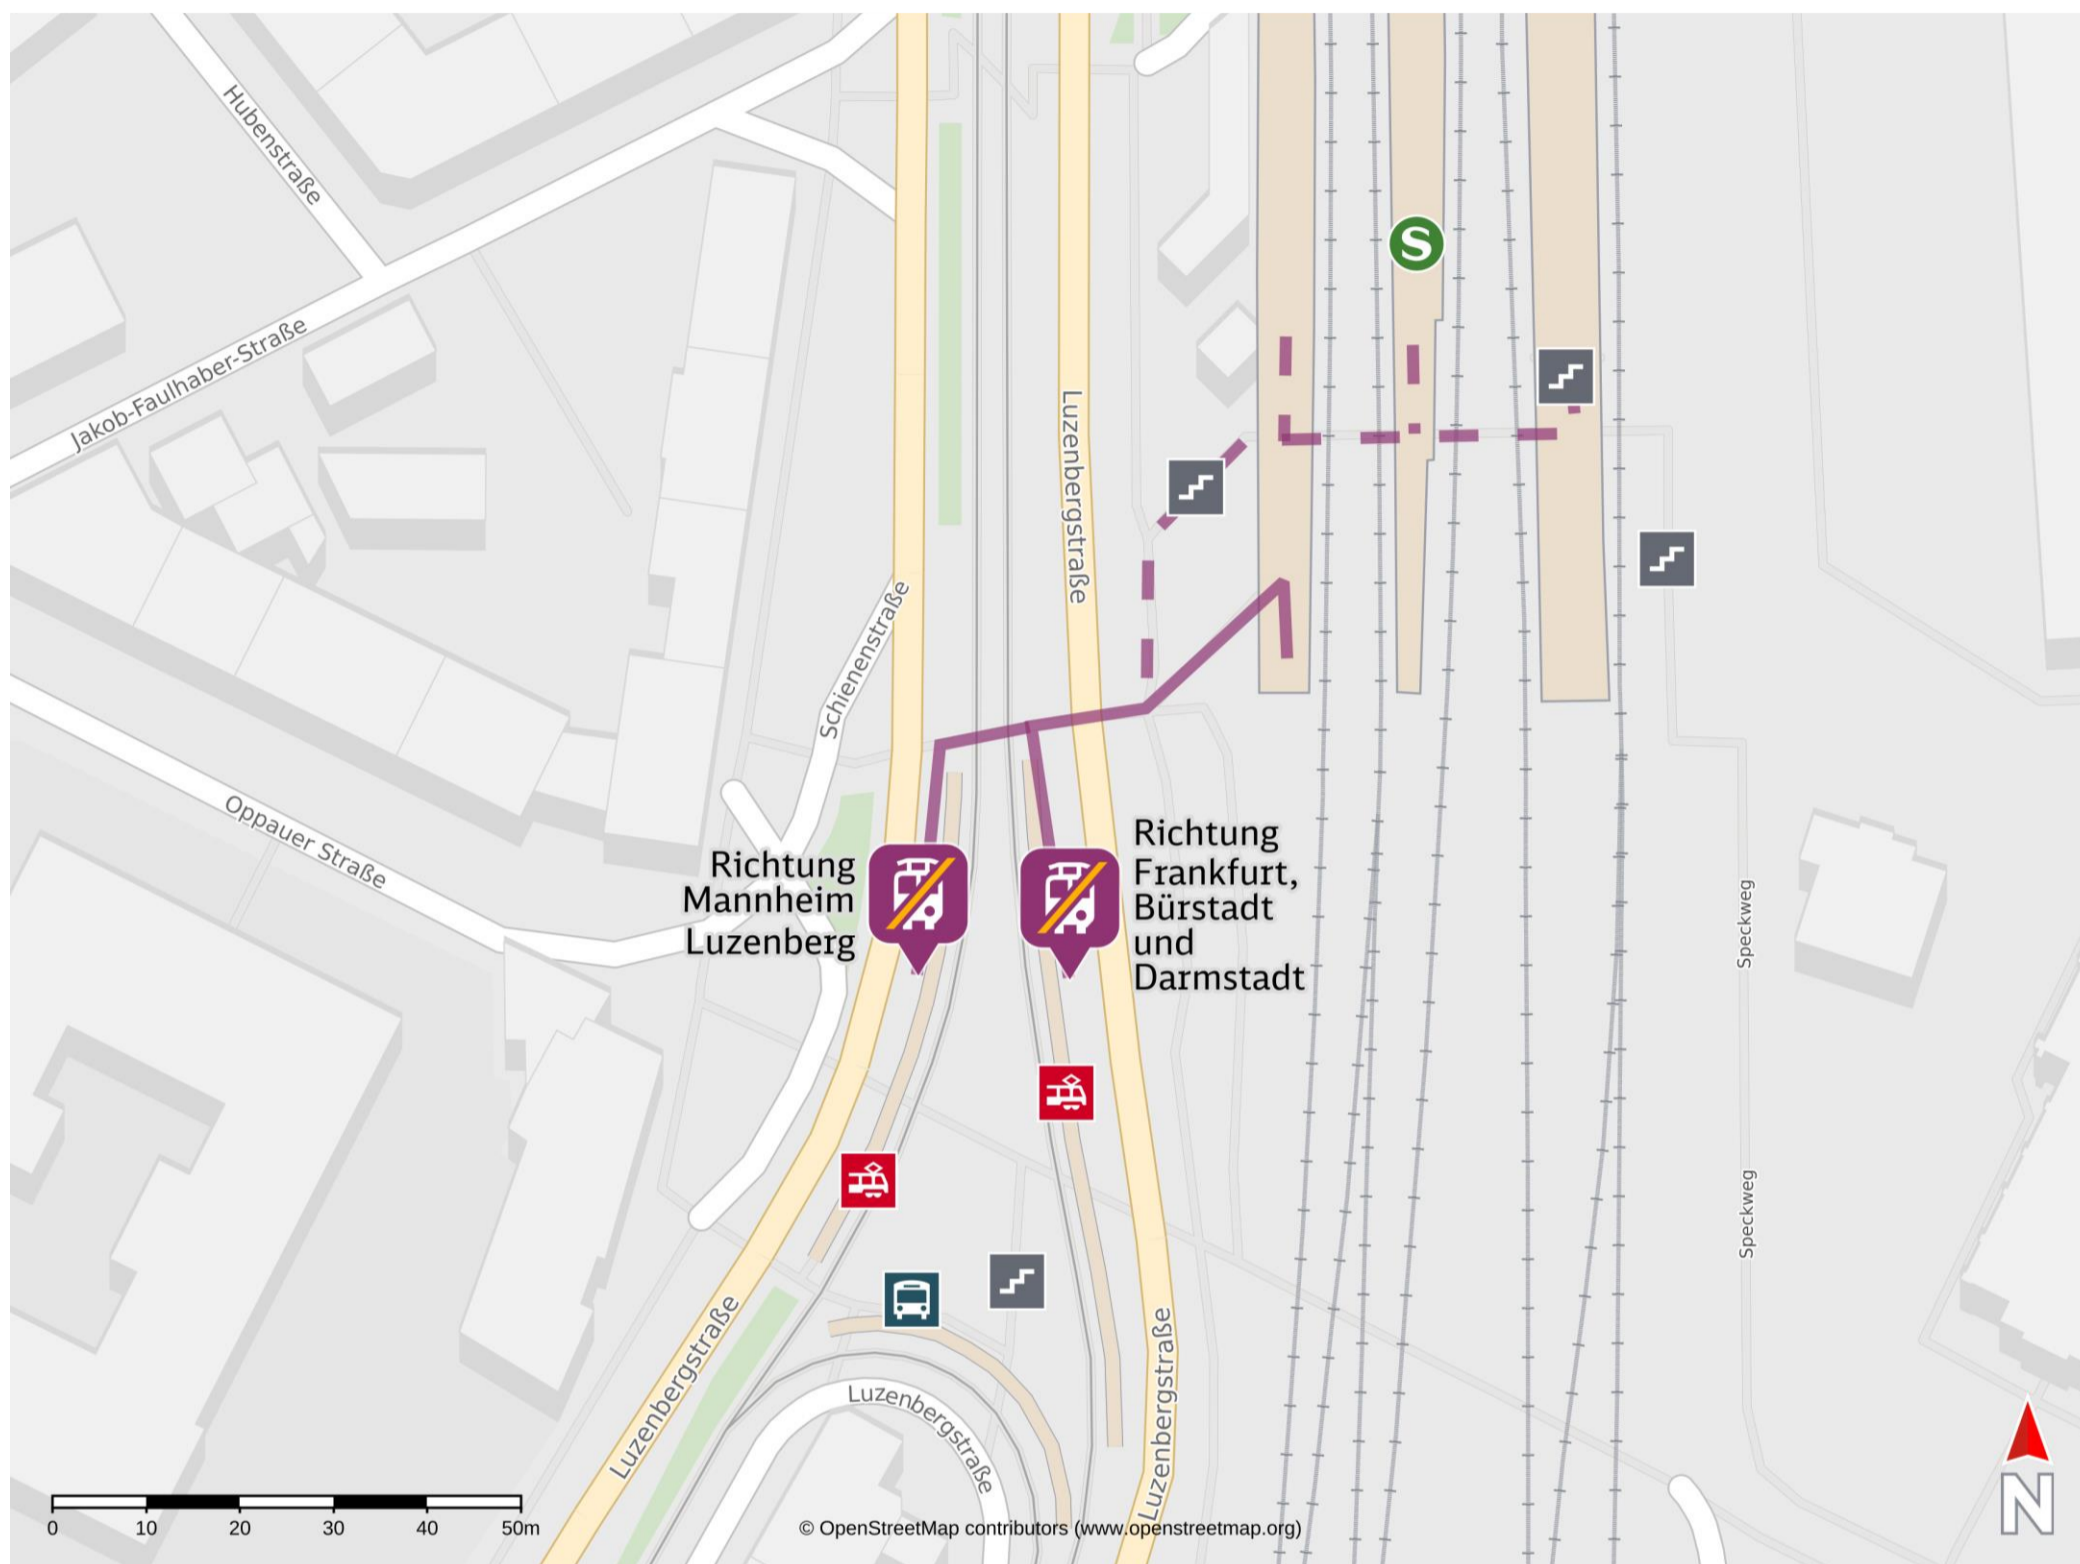 Hubenstraße
Jakob-Faulhaber-Straße
Luzenbergstraße
S
Schienenstraße
Oppauer Straße
Richtung
Mannheim
Luzenberg
Richtung
Frankfurt,
Bürstadt
und
Darmstadt
Speckweg
Speckweg
Luzenbergstraße
Luzenbergstraße
Luzenbergstraße
0 10 20 30 40 50m
© OpenStreetMap contributors (www.openstreetmap.org)
N